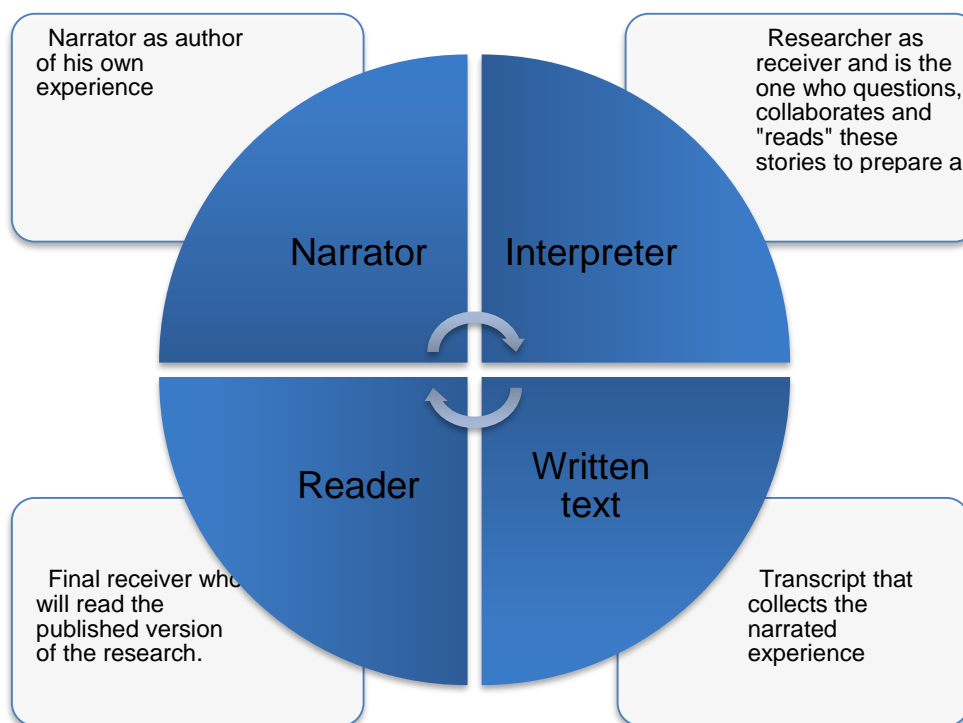 Narrator as author
of his own
experience
Researcher as
receiver and is the
one who questions,
collaborates and
"reads" these
stories to prepare a
Narrator
Interpreter
Reader
Written
text
Final receiver who
will read the
published version
of the research.
Transcript that
collects the
narrated
experience